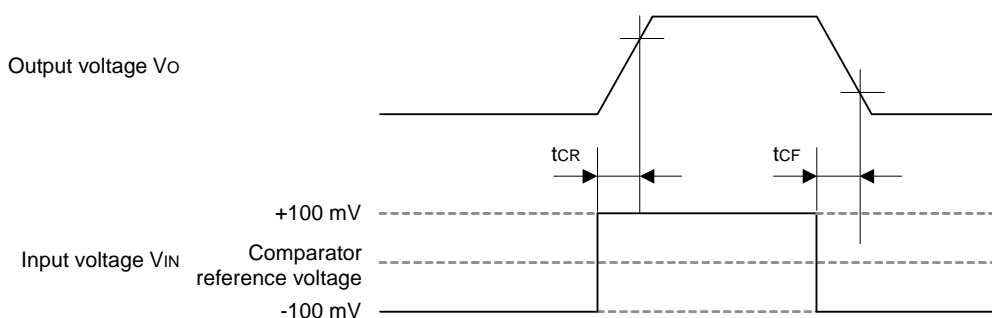 Output voltage VO
tCR
tCF
+100 mV
Input voltage VIN
Comparator
reference voltage
-100 mV